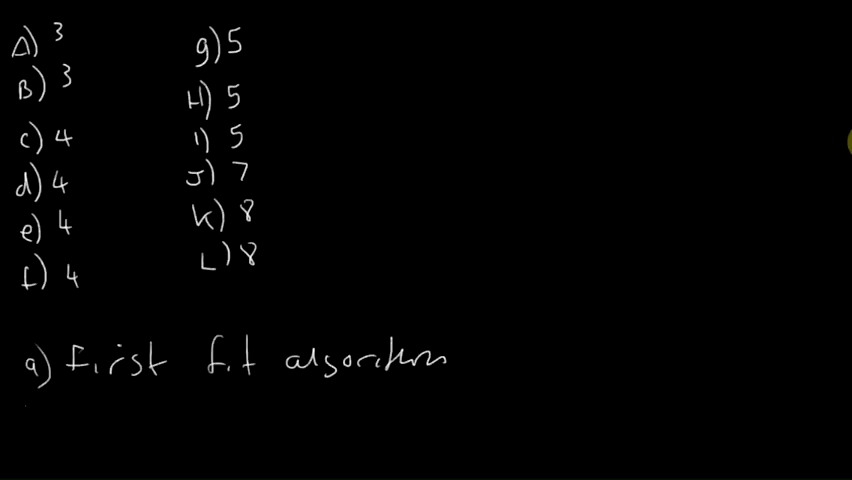 A) 3
B) 3
c) 4
d) 4
e) 4
f) 4
g) 5
H) 5
I) 5
J) 7
K) 8
L) 8
a) first fit algorithm